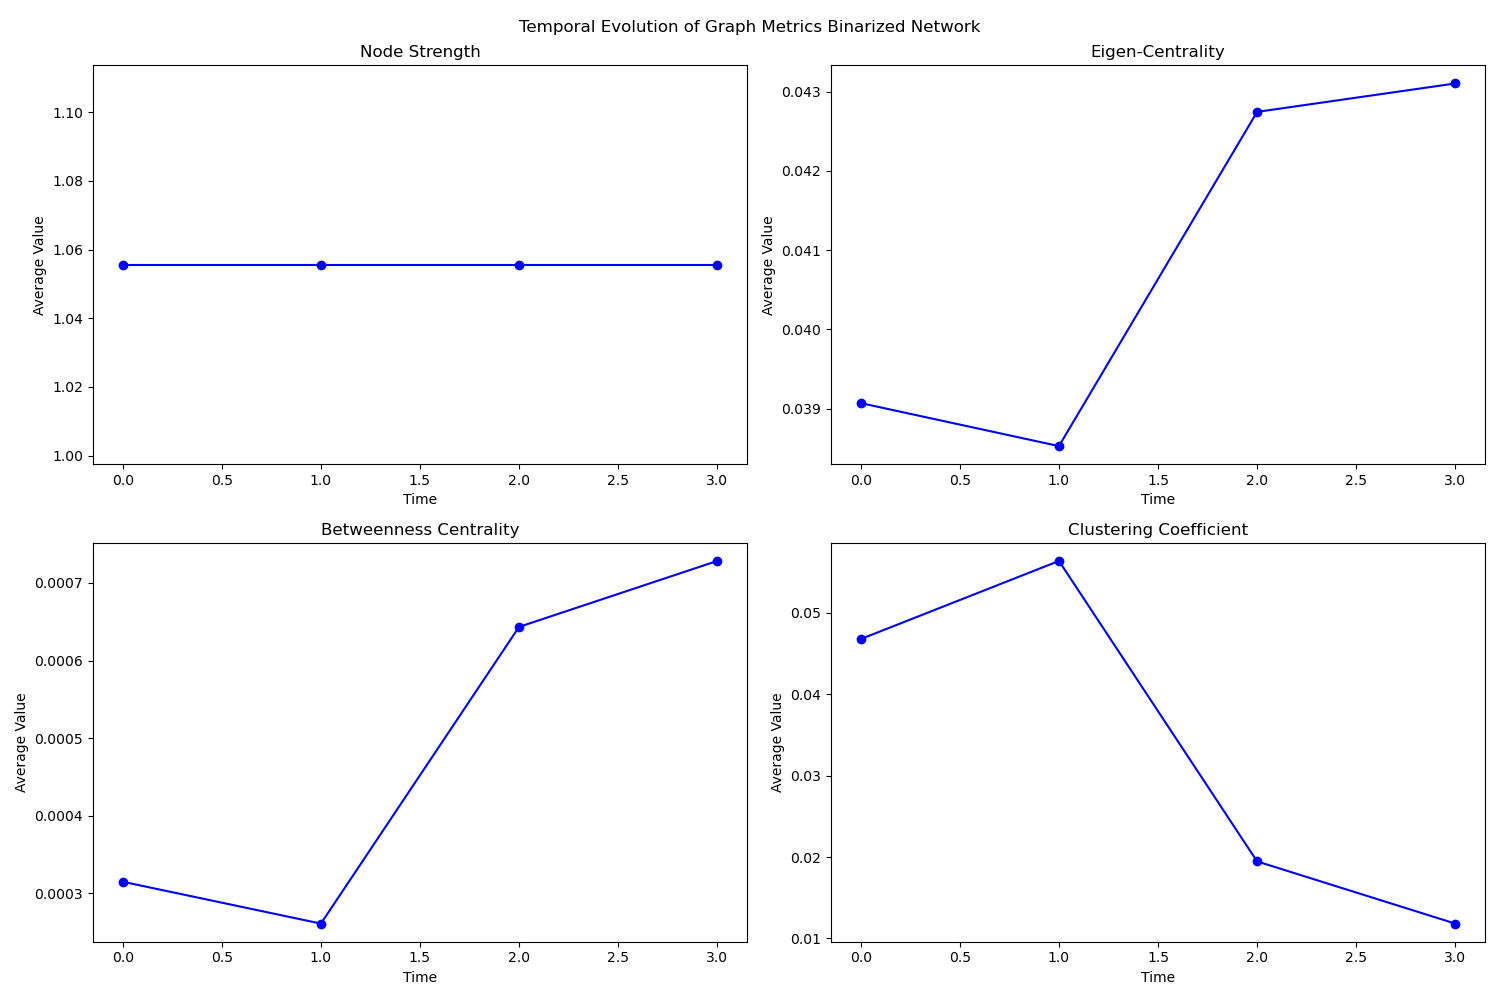 Temporal Evolution of Graph Metrics Binarized Network
Node Strength
Average Value
1.10
1.08
1.06
1.04
1.02
1.00
0.0 0.5 1.0 1.5 2.0 2.5 3.0
Time
Eigen-Centrality
Average Value
0.043
0.042
0.041
0.040
0.039
0.0 0.5 1.0 1.5 2.0 2.5 3.0
Time
Betweenness Centrality
Average Value
0.0007
0.0006
0.0005
0.0004
0.0003
0.0 0.5 1.0 1.5 2.0 2.5 3.0
Time
Clustering Coefficient
Average Value
0.05
0.04
0.03
0.02
0.01
0.0 0.5 1.0 1.5 2.0 2.5 3.0
Time